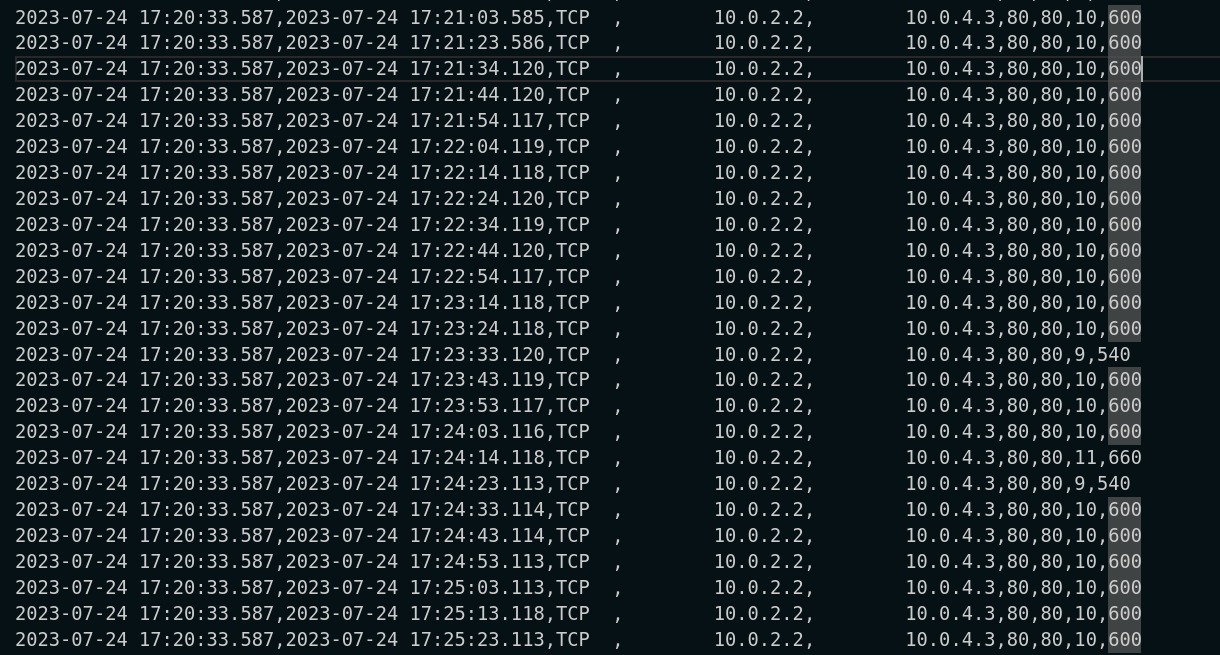 2023-07-24 17:20:33.587,2023-07-24 17:21:03.585,TCP  ,        10.0.2.2,        10.0.4.3,80,80,10,600
2023-07-24 17:20:33.587,2023-07-24 17:21:23.586,TCP  ,        10.0.2.2,        10.0.4.3,80,80,10,600
2023-07-24 17:20:33.587,2023-07-24 17:21:34.120,TCP  ,        10.0.2.2,        10.0.4.3,80,80,10,600
2023-07-24 17:20:33.587,2023-07-24 17:21:44.120,TCP  ,        10.0.2.2,        10.0.4.3,80,80,10,600
2023-07-24 17:20:33.587,2023-07-24 17:21:54.117,TCP  ,        10.0.2.2,        10.0.4.3,80,80,10,600
2023-07-24 17:20:33.587,2023-07-24 17:22:04.119,TCP  ,        10.0.2.2,        10.0.4.3,80,80,10,600
2023-07-24 17:20:33.587,2023-07-24 17:22:14.118,TCP  ,        10.0.2.2,        10.0.4.3,80,80,10,600
2023-07-24 17:20:33.587,2023-07-24 17:22:24.120,TCP  ,        10.0.2.2,        10.0.4.3,80,80,10,600
2023-07-24 17:20:33.587,2023-07-24 17:22:34.119,TCP  ,        10.0.2.2,        10.0.4.3,80,80,10,600
2023-07-24 17:20:33.587,2023-07-24 17:22:44.120,TCP  ,        10.0.2.2,        10.0.4.3,80,80,10,600
2023-07-24 17:20:33.587,2023-07-24 17:22:54.117,TCP  ,        10.0.2.2,        10.0.4.3,80,80,10,600
2023-07-24 17:20:33.587,2023-07-24 17:23:14.118,TCP  ,        10.0.2.2,        10.0.4.3,80,80,10,600
2023-07-24 17:20:33.587,2023-07-24 17:23:24.118,TCP  ,        10.0.2.2,        10.0.4.3,80,80,10,600
2023-07-24 17:20:33.587,2023-07-24 17:23:33.120,TCP  ,        10.0.2.2,        10.0.4.3,80,80,9,540
2023-07-24 17:20:33.587,2023-07-24 17:23:43.119,TCP  ,        10.0.2.2,        10.0.4.3,80,80,10,600
2023-07-24 17:20:33.587,2023-07-24 17:23:53.117,TCP  ,        10.0.2.2,        10.0.4.3,80,80,10,600
2023-07-24 17:20:33.587,2023-07-24 17:24:03.116,TCP  ,        10.0.2.2,        10.0.4.3,80,80,10,600
2023-07-24 17:20:33.587,2023-07-24 17:24:14.118,TCP  ,        10.0.2.2,        10.0.4.3,80,80,11,660
2023-07-24 17:20:33.587,2023-07-24 17:24:23.113,TCP  ,        10.0.2.2,        10.0.4.3,80,80,9,540
2023-07-24 17:20:33.587,2023-07-24 17:24:33.114,TCP  ,        10.0.2.2,        10.0.4.3,80,80,10,600
2023-07-24 17:20:33.587,2023-07-24 17:24:43.114,TCP  ,        10.0.2.2,        10.0.4.3,80,80,10,600
2023-07-24 17:20:33.587,2023-07-24 17:24:53.113,TCP  ,        10.0.2.2,        10.0.4.3,80,80,10,600
2023-07-24 17:20:33.587,2023-07-24 17:25:03.113,TCP  ,        10.0.2.2,        10.0.4.3,80,80,10,600
2023-07-24 17:20:33.587,2023-07-24 17:25:13.118,TCP  ,        10.0.2.2,        10.0.4.3,80,80,10,600
2023-07-24 17:20:33.587,2023-07-24 17:25:23.113,TCP  ,        10.0.2.2,        10.0.4.3,80,80,10,600